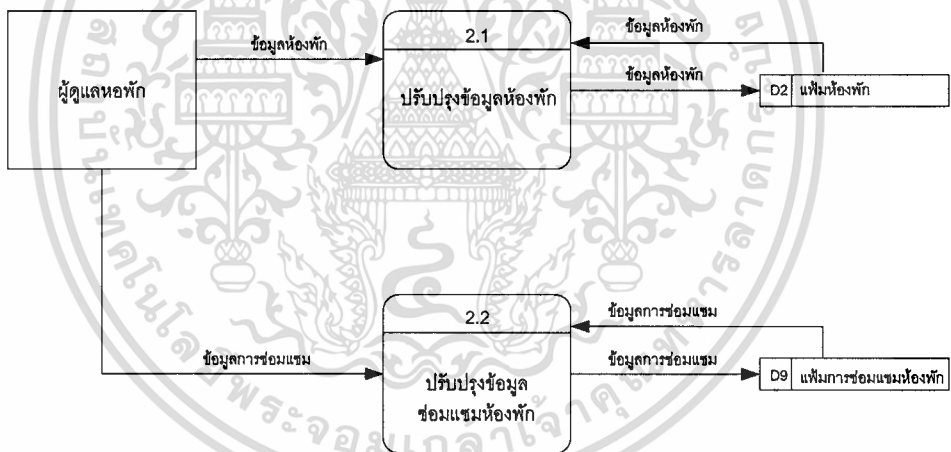 ผู้ดูแลหอพัก
ข้อมูลห้องพัก
2.1
ปรับปรุงข้อมูลห้องพัก
ข้อมูลห้องพัก
ข้อมูลห้องพัก
D2 แฟ้มห้องพัก
ข้อมูลการซ่อมแซม
2.2
ปรับปรุงข้อมูล
ซ่อมแซมห้องพัก
ข้อมูลการซ่อมแซม
ข้อมูลการซ่อมแซม
D9 แฟ้มการซ่อมแซมห้องพัก